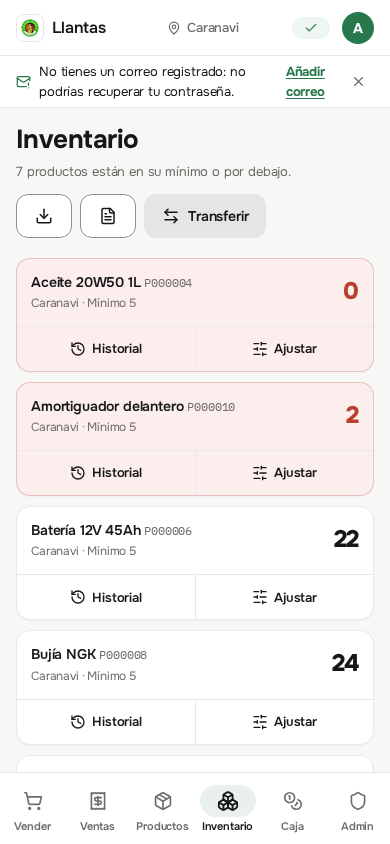 Llantas
Caranavi
A
No tienes un correo registrado: no
podrías recuperar tu contraseña.
Añadir
correo
Inventario
7 productos están en su mínimo o por debajo.
Transferir
Aceite 20W50 1L P000004
Caranavi · Mínimo 5
0
Historial
Ajustar
Amortiguador delantero P000010
Caranavi · Mínimo 5
2
Historial
Ajustar
Batería 12V 45Ah P000006
Caranavi · Mínimo 5
22
Historial
Ajustar
Bujía NGK P000008
Caranavi · Mínimo 5
24
Historial
Ajustar
Vender
Ventas
Productos
Inventario
Caja
Admin